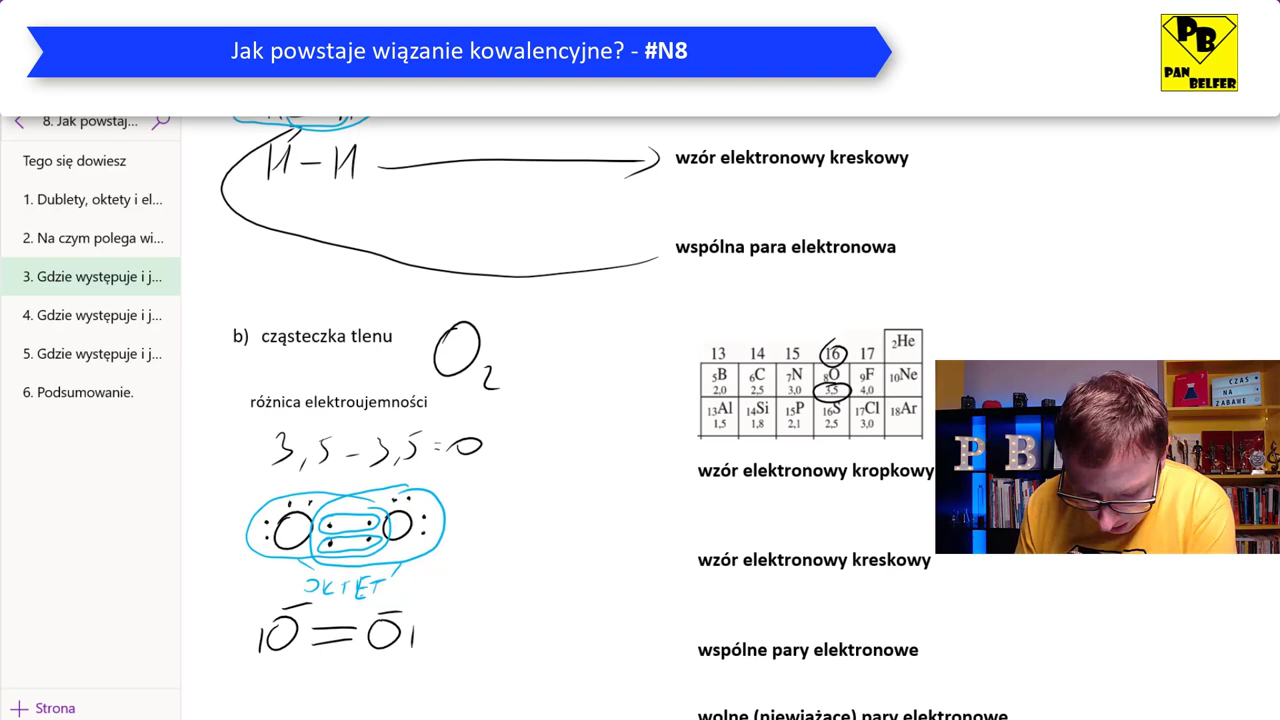 Jak powstaje wiązanie kowalencyjne? - #N8
PB
PAN
BELFER
8. Jak powstaj...
Tego się dowiesz
1. Dublety, oktety i el...
2. Na czym polega wi...
3. Gdzie występuje i j...
4. Gdzie występuje i j...
5. Gdzie występuje i j...
6. Podsumowanie.
Strona
H – H
wzór elektronowy kreskowy
wspólna para elektronowa
b) cząsteczka tlenu O2
różnica elektroujemności
3,5 - 3,5 = 0
O O
OKTET
|O̅ = O̅|
13 14 15 16 17 2He
5B 6C 7N 8O 9F 10Ne
2,0 2,5 3,0 3,5 4,0
13Al 14Si 15P 16S 17Cl 18Ar
1,5 1,8 2,1 2,5 3,0
wzór elektronowy kropkowy
wzór elektronowy kreskowy
wspólne pary elektronowe
wolne (niewiążące) pary elektronowe
P B
CZAS
NA
ZABAWE